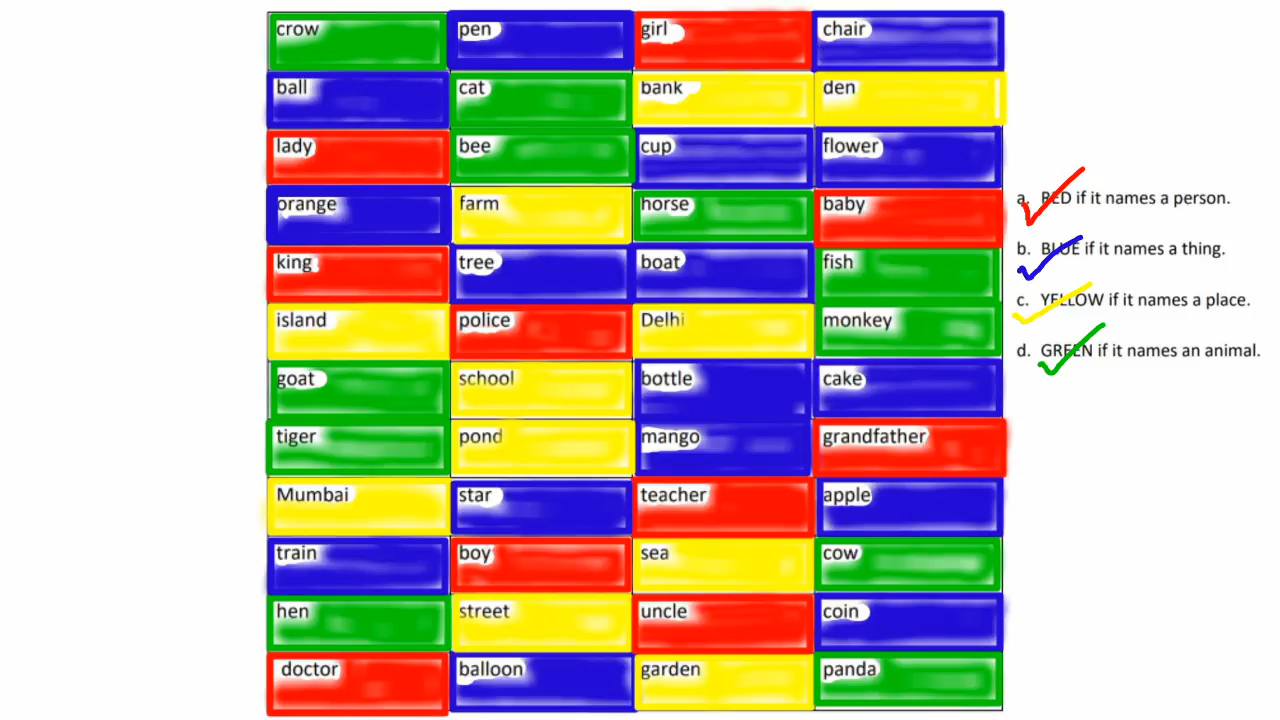 crow pen girl chair
ball cat bank den
lady bee cup flower
orange farm horse baby
king tree boat fish
island police Delhi monkey
goat school bottle cake
tiger pond mango grandfather
Mumbai star teacher apple
train boy sea cow
hen street uncle coin
doctor balloon garden panda
a. RED if it names a person.
b. BLUE if it names a thing.
c. YELLOW if it names a place.
d. GREEN if it names an animal.